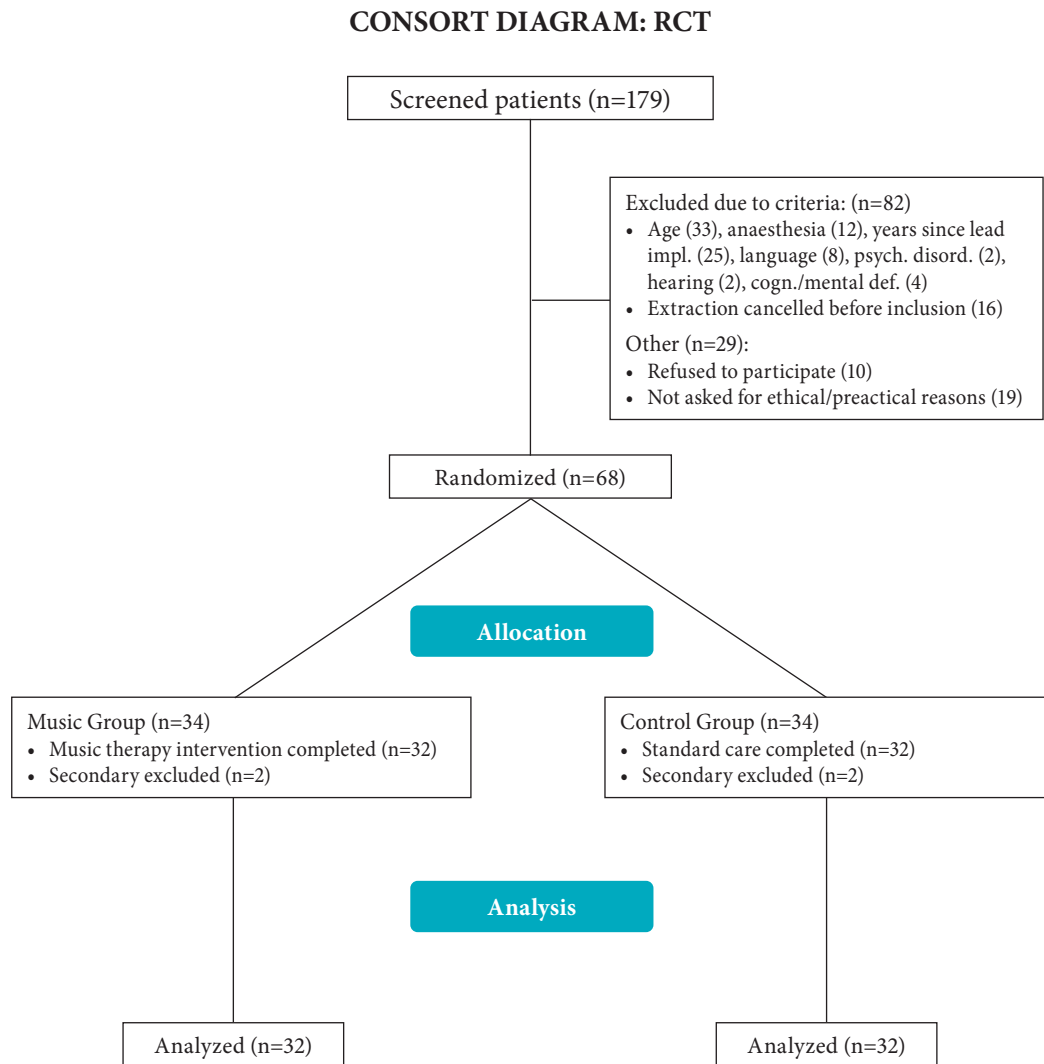 CONSORT DIAGRAM: RCT
Screened patients (n=179)
Excluded due to criteria: (n=82)
• Age (33), anaesthesia (12), years since lead
impl. (25), language (8), psych. disord. (2),
hearing (2), cogn./mental def. (4)
• Extraction cancelled before inclusion (16)
Other (n=29):
• Refused to participate (10)
• Not asked for ethical/preactical reasons (19)
Randomized (n=68)
Allocation
Music Group (n=34)
• Music therapy intervention completed (n=32)
• Secondary excluded (n=2)
Control Group (n=34)
• Standard care completed (n=32)
• Secondary excluded (n=2)
Analysis
Analyzed (n=32)
Analyzed (n=32)